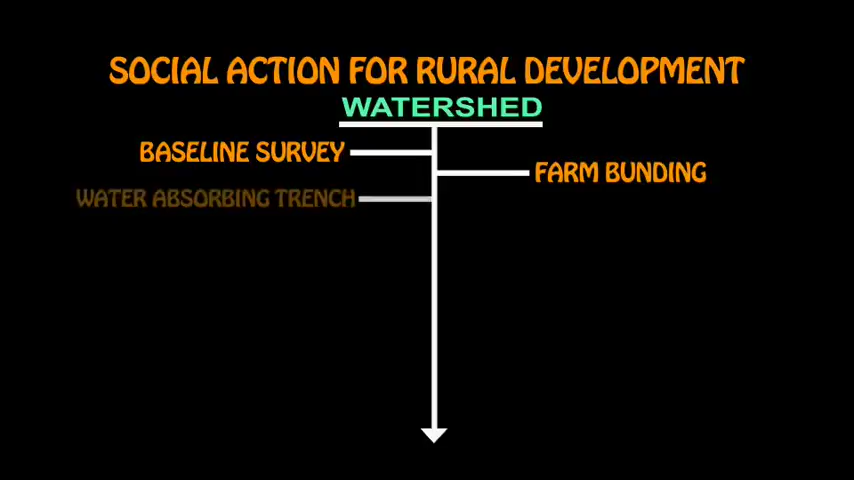 SOCIAL ACTION FOR RURAL DEVELOPMENT
WATERSHED
BASELINE SURVEY
FARM BUNDING
WATER ABSORBING TRENCH